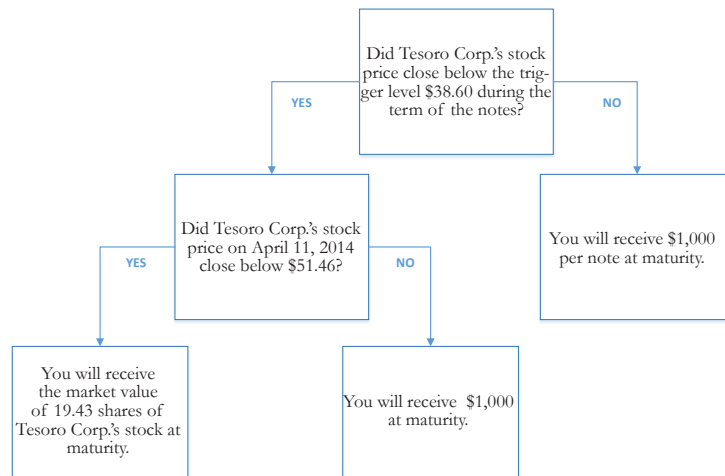 Did Tesoro Corp.'s stock
price close below the trig-
ger level $38.60 during the
term of the notes?
YES
NO
Did Tesoro Corp.'s stock
price on April 11, 2014
close below $51.46?
You will receive $1,000
per note at maturity.
YES
NO
You will receive
the market value
of 19.43 shares of
Tesoro Corp.'s stock at
maturity.
You will receive $1,000
at maturity.